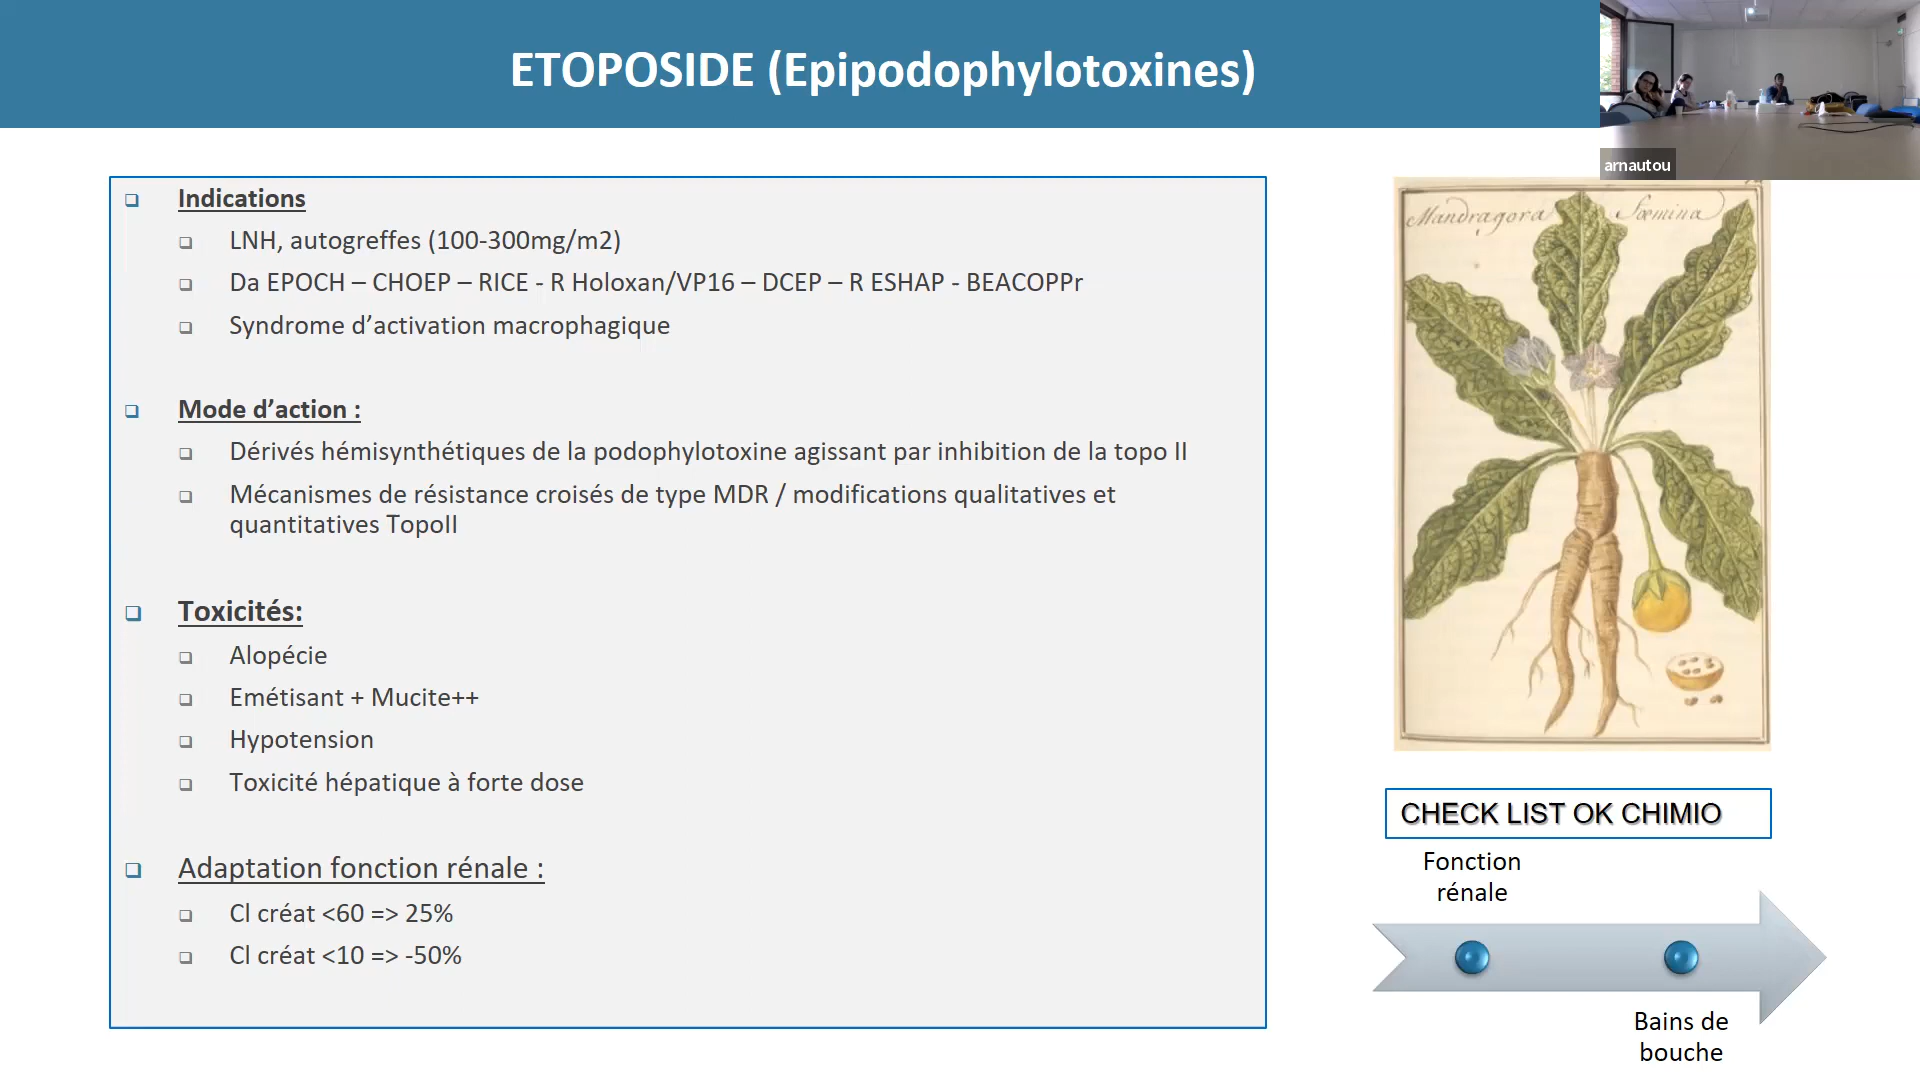 ETOPOSIDE (Epipodophylotoxines)
arnautou
Indications
LNH, autogreffes (100-300mg/m2)
Da EPOCH – CHOEP – RICE - R Holoxan/VP16 – DCEP – R ESHAP - BEACOPPr
Syndrome d’activation macrophagique
Mode d’action :
Dérivés hémisynthétiques de la podophylotoxine agissant par inhibition de la topo II
Mécanismes de résistance croisés de type MDR / modifications qualitatives et
quantitatives TopoII
Toxicités:
Alopécie
Emétisant + Mucite++
Hypotension
Toxicité hépatique à forte dose
Adaptation fonction rénale :
Cl créat <60 => 25%
Cl créat <10 => -50%
Mandragora Fœmina
CHECK LIST OK CHIMIO
Fonction
rénale
Bains de
bouche